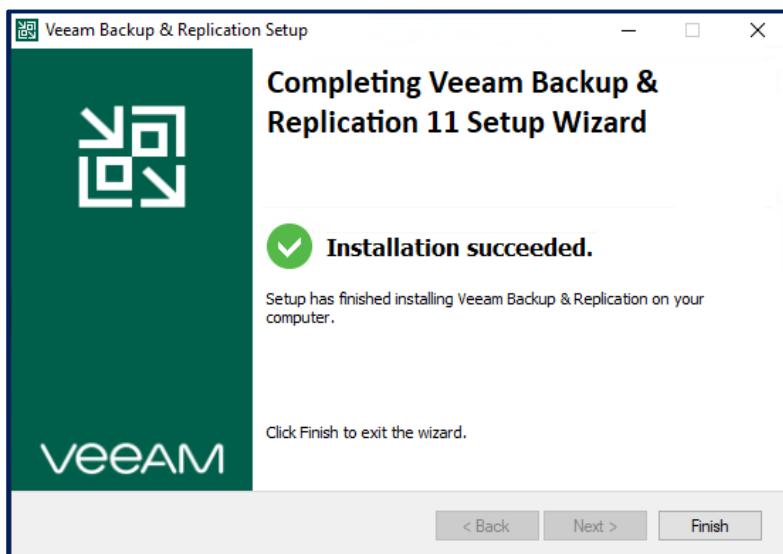 Veeam Backup & Replication Setup
Completing Veeam Backup &
Replication 11 Setup Wizard
Installation succeeded.
Setup has finished installing Veeam Backup & Replication on your
computer.
Click Finish to exit the wizard.
veeAM
< Back Next > Finish